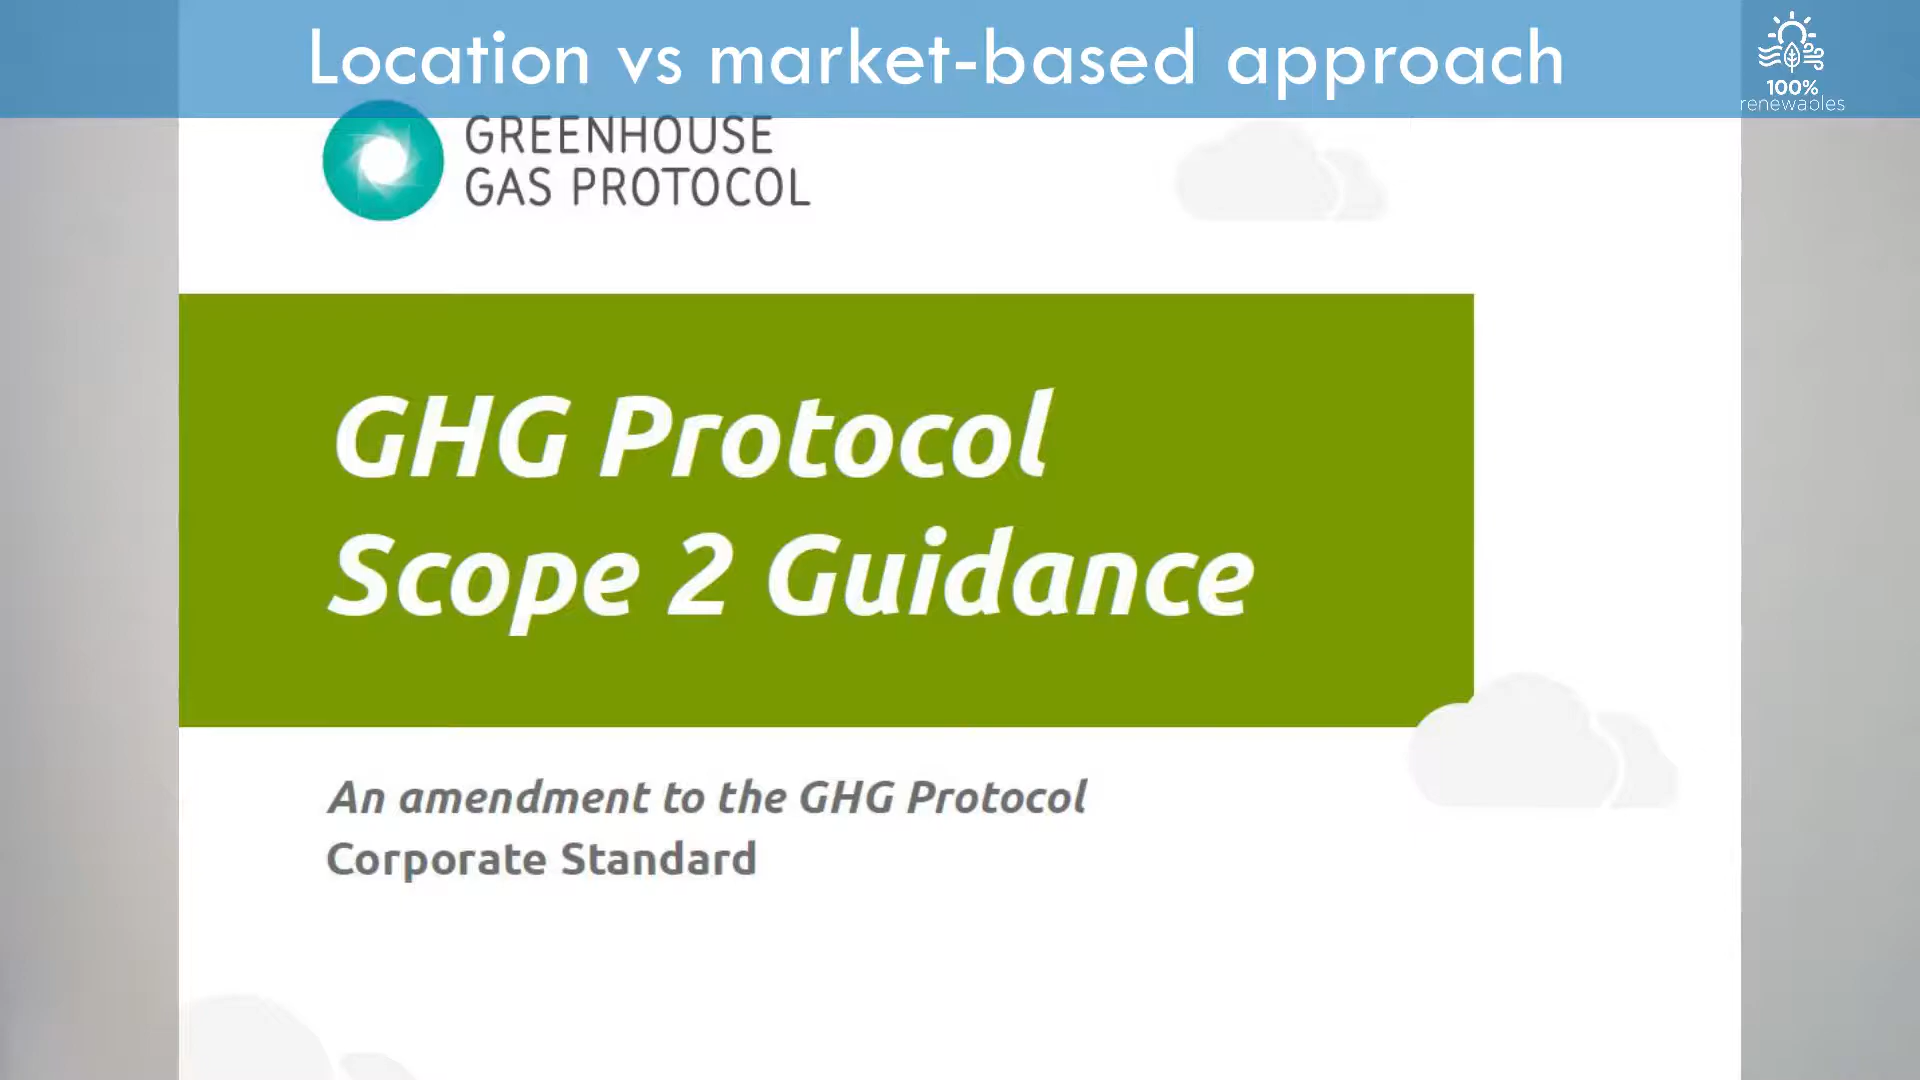 Location vs market-based approach
100%
renewables
GREENHOUSE
GAS PROTOCOL
GHG Protocol
Scope 2 Guidance
An amendment to the GHG Protocol
Corporate Standard